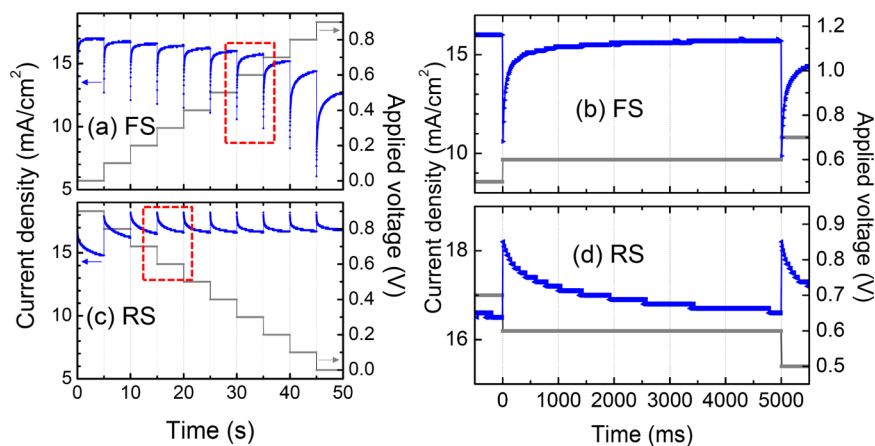 15
10
5
(a) FS
0.8
0.6
0.4
0.2
0.0
15
10
5
(c) RS
0.8
0.6
0.4
0.2
0.0
0 10 20 30 40 50
Time (s)
Current density (mA/cm²)
Applied voltage (V)
16
14
12
10
(b) FS
1.2
1.0
0.8
0.6
18
17
16
(d) RS
0.9
0.8
0.7
0.6
0.5
0 1000 2000 3000 4000 5000
Time (ms)
Current density (mA/cm²)
Applied voltage (V)